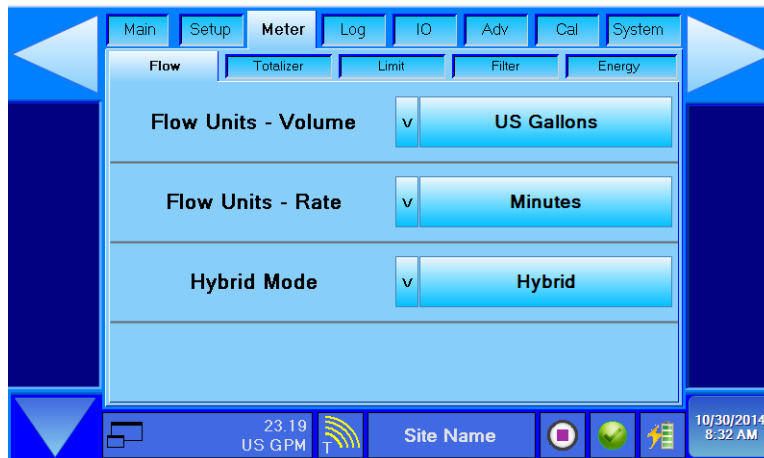 Main Setup Meter Log IO Adv Cal System
Flow Totalizer Limit Filter Energy
Flow Units - Volume v US Gallons
Flow Units - Rate v Minutes
Hybrid Mode v Hybrid
23.19
US GPM
T
Site Name
10/30/2014
8:32 AM